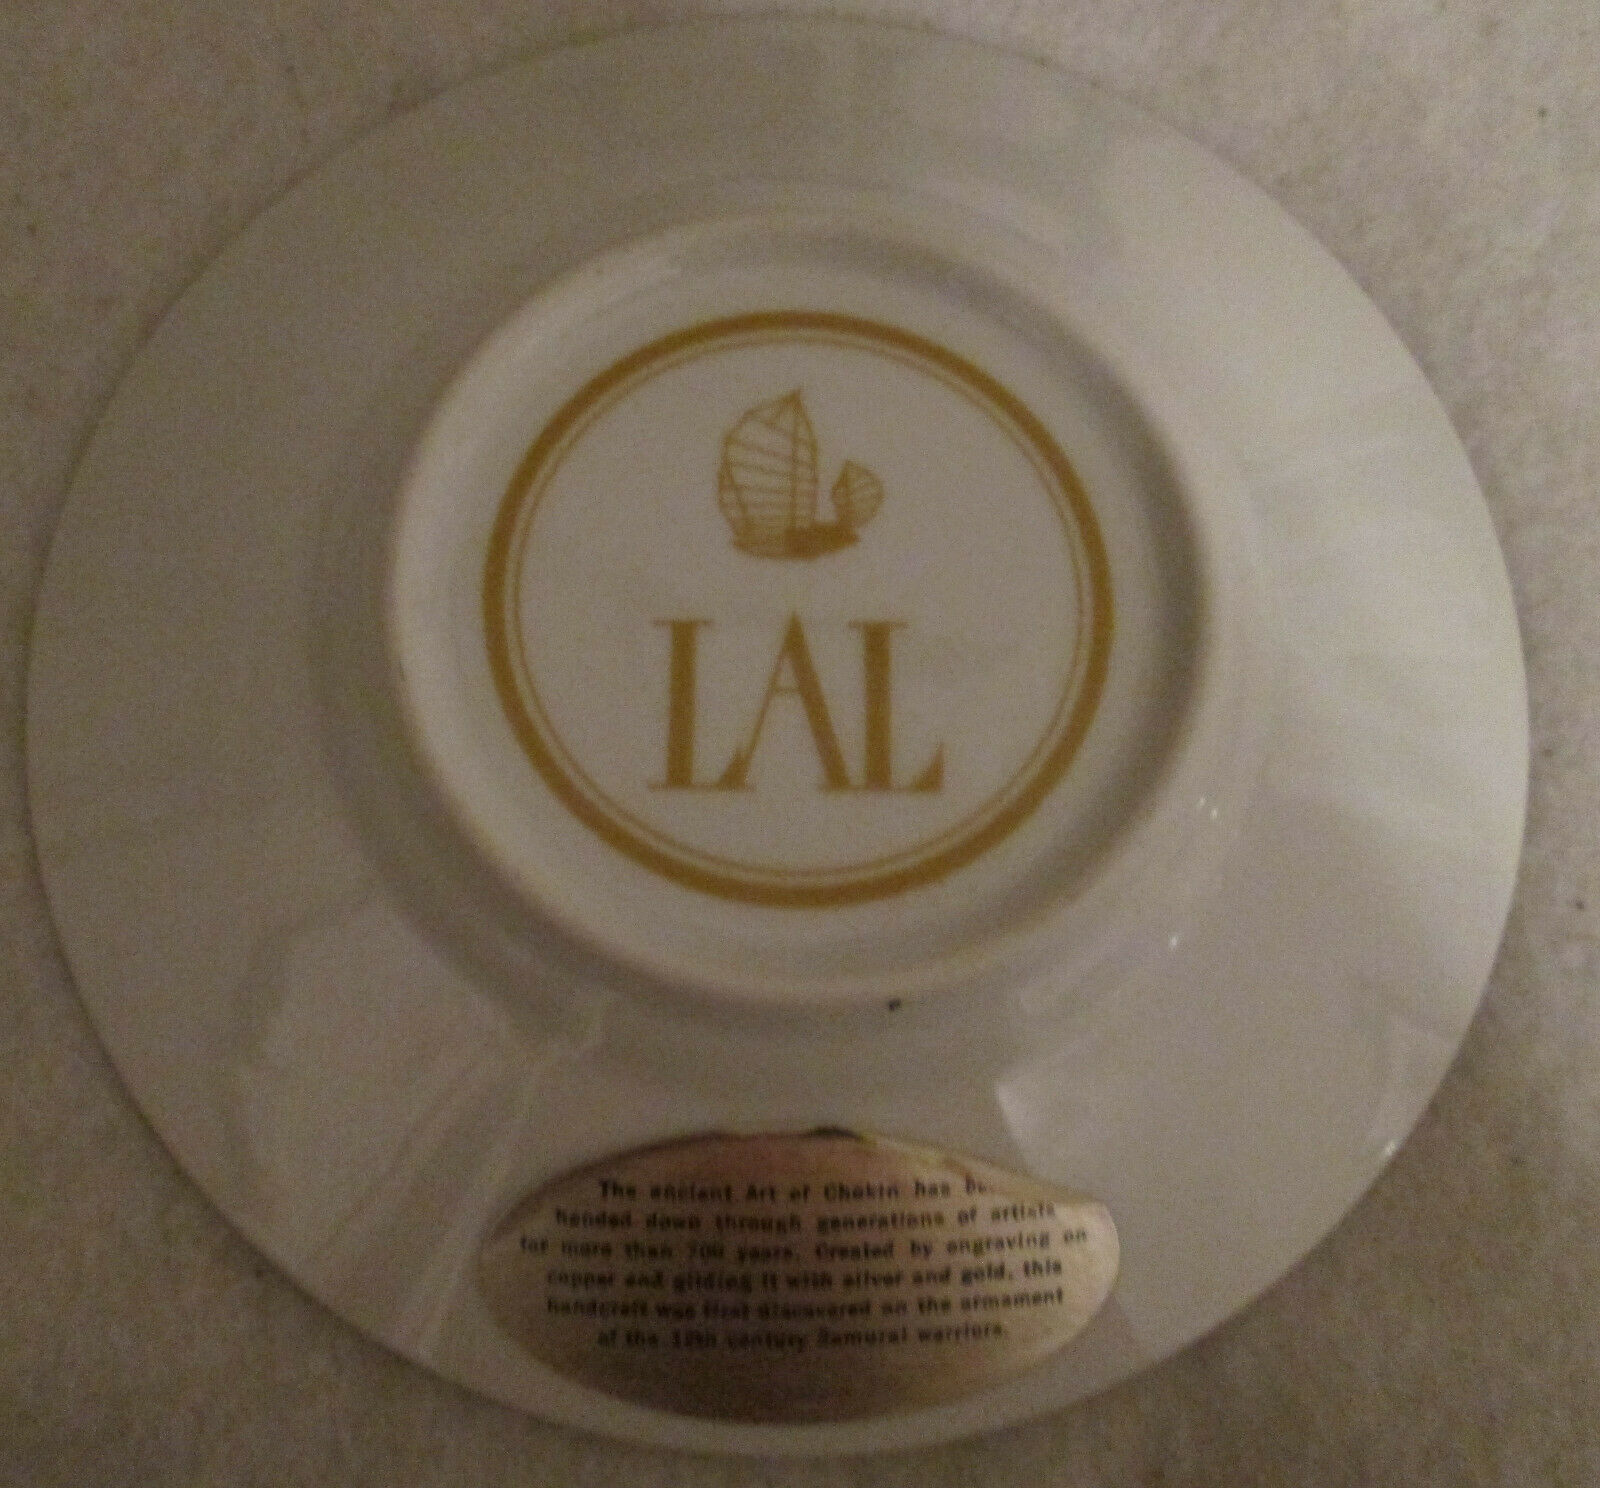 LAL
The ancient Art of Chokin has
handed down through generations of artists
for more than 700 years. Created by engraving on
copper and gilding it with silver and gold, this
handcraft was first discovered on the armament
of the 12th century Samurai warriors.